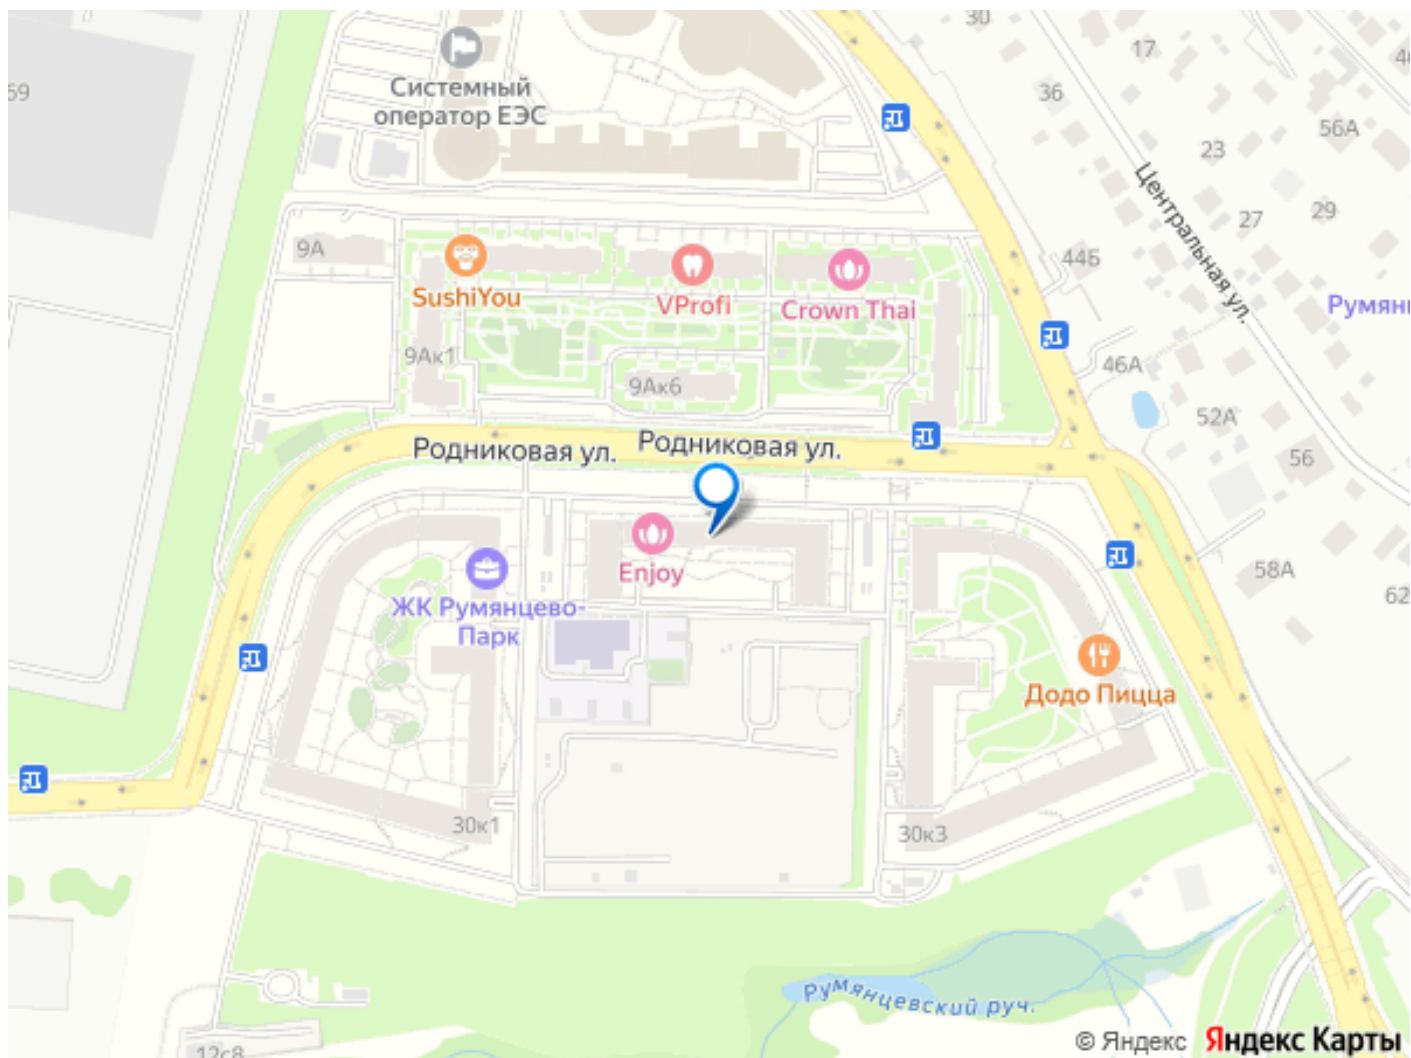 30
17
69
Системный
оператор ЕЭС
36
56А
23
Центральная ул.
9А
27
29
44Б
SushiYou
VProfi
Crown Thai
9Ак1
9Ак6
46А
52А
Родниковая ул.
Родниковая ул.
56
Enjoy
58А
62
ЖК Румянцево-
Парк
Додо Пицца
30к1
30к3
Румянцевский руч.
12с8
© Яндекс Яндекс Карты